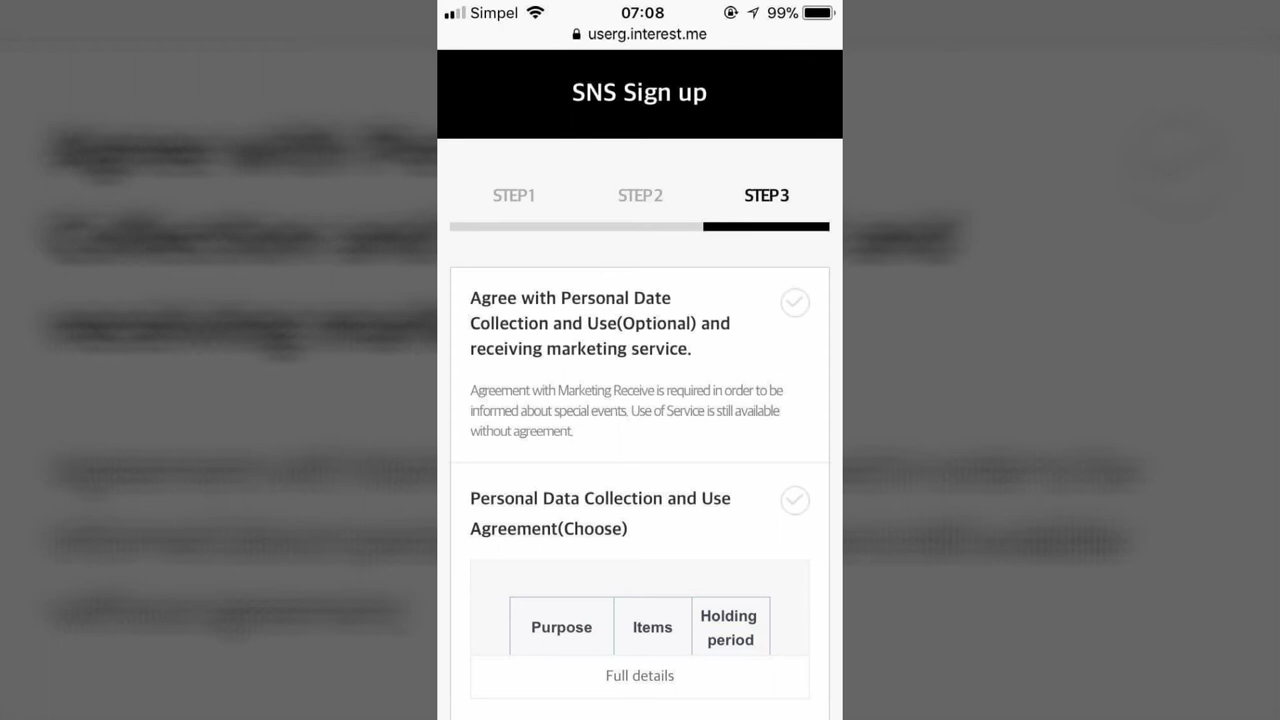 Simpel 07:08 99%
userg.interest.me
SNS Sign up
STEP1 STEP2 STEP3
Agree with Personal Date
Collection and Use(Optional) and
receiving marketing service.
Agreement with Marketing Receive is required in order to be
informed about special events, Use of Service is still available
without agreement.
Personal Data Collection and Use
Agreement(Choose)
Purpose Items Holding
period
Full details